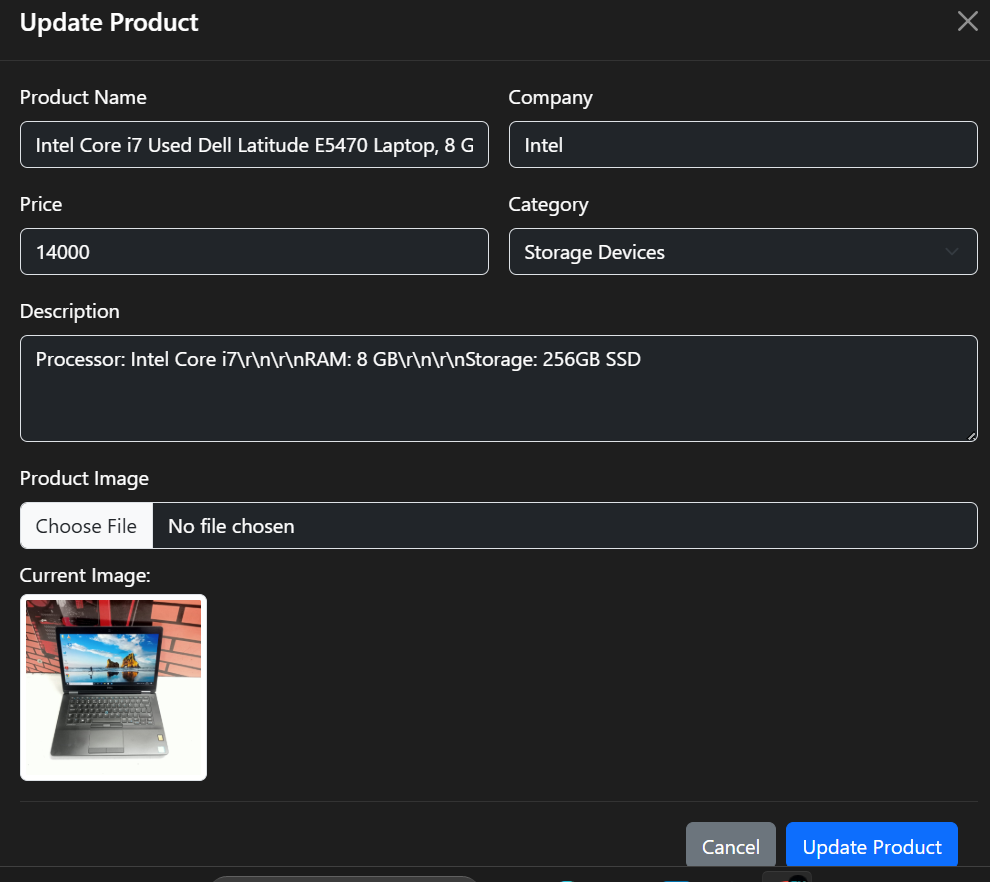 Update Product
Product Name
Company
Intel Core i7 Used Dell Latitude E5470 Laptop, 8 G
Intel
Price
Category
14000
Storage Devices
Description
Processor: Intel Core i7\r\n\r\nRAM: 8 GB\r\n\r\nStorage: 256GB SSD
Product Image
Choose File
No file chosen
Current Image:
Cancel
Update Product